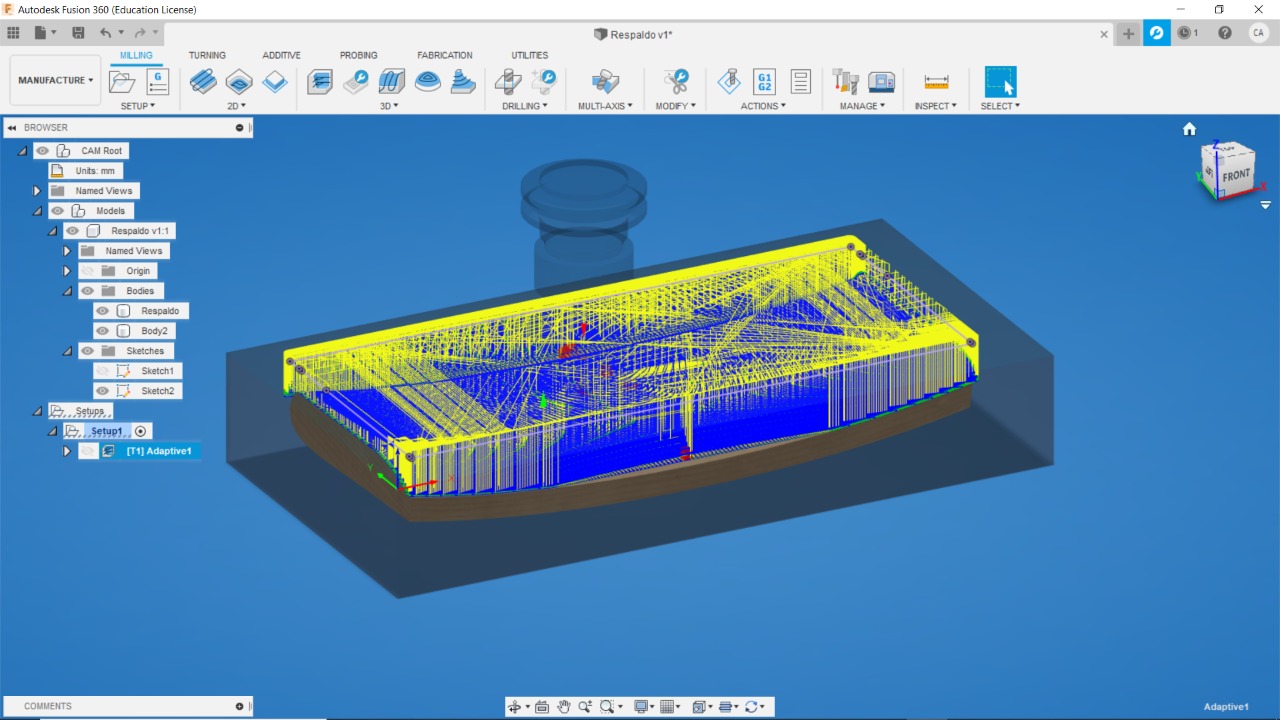 Autodesk Fusion 360 (Education License)
Respaldo v1*
1
CA
MILLING TURNING ADDITIVE PROBING FABRICATION UTILITIES
MANUFACTURE
G
G1
G2
SETUP 2D 3D DRILLING MULTI-AXIS MODIFY ACTIONS MANAGE INSPECT SELECT
BROWSER
CAM Root
Units: mm
Named Views
Models
Respaldo v1:1
Named Views
Origin
Bodies
Respaldo
Body2
Sketches
Sketch1
Sketch2
Setups
Setup1
[T1] Adaptive1
Z
TOP
FRONT
X
Y
Y
X
COMMENTS
Adaptive1